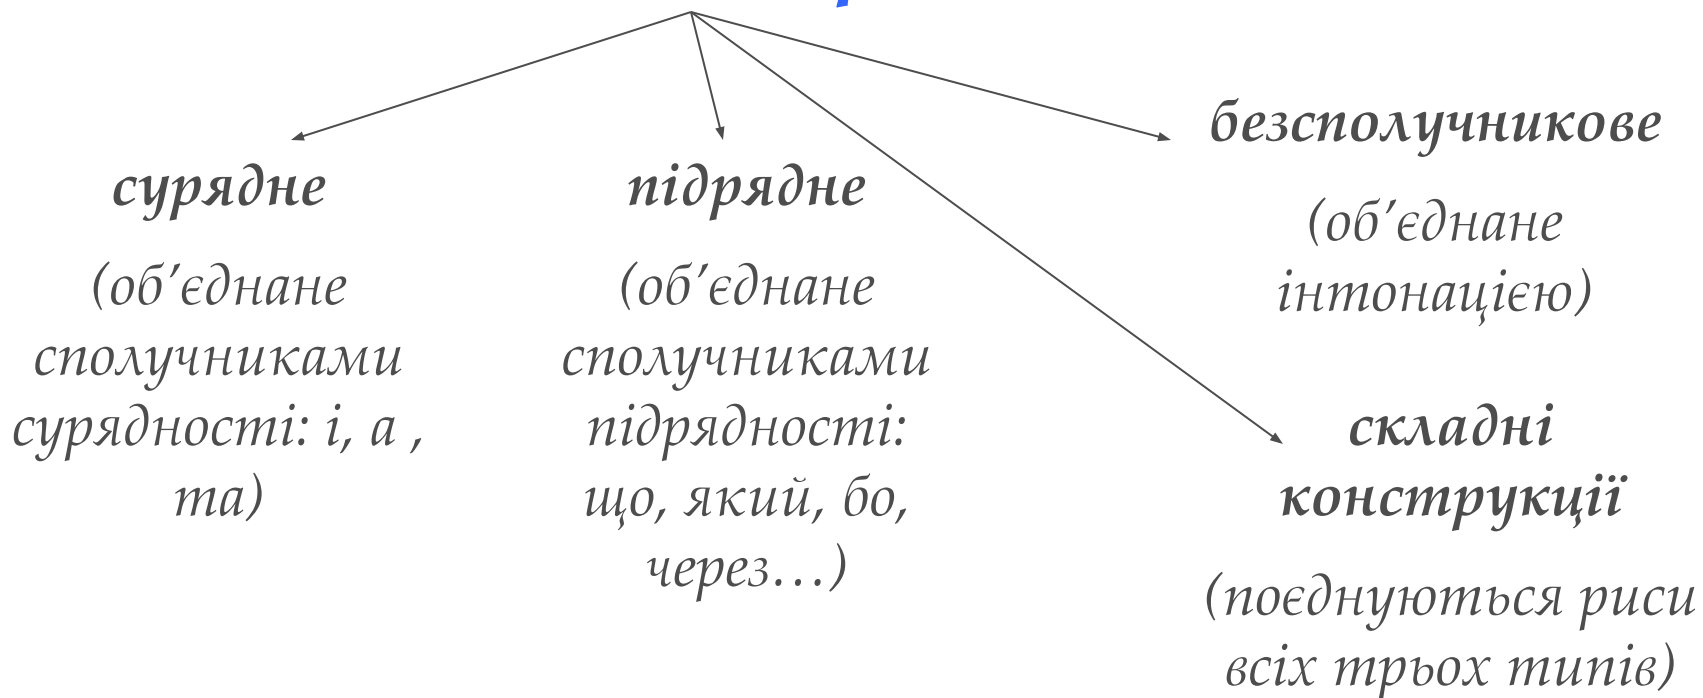 сурядне
(об’єднане
сполучниками
сурядності: і, а ,
та)
підрядне
(об’єднане
сполучниками
підрядності:
що, який, бо,
через…)
безсполучникове
(об’єднане
інтонацією)
складні
конструкції
(поєднуються риси
всіх трьох типів)